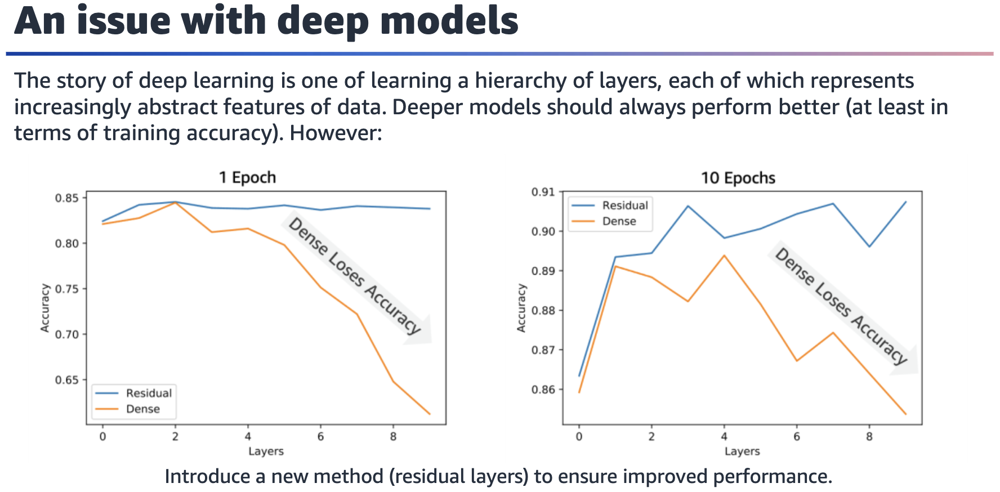 An issue with deep models
The story of deep learning is one of learning a hierarchy of layers, each of which represents
increasingly abstract features of data. Deeper models should always perform better (at least in
terms of training accuracy). However:
1 Epoch
0.85
0.80
0.75
0.70
0.65
Accuracy
Dense Loses Accuracy
Residual
Dense
0 2 4 6 8
Layers
10 Epochs
0.91
0.90
0.89
0.88
0.87
0.86
Accuracy
Residual
Dense
Dense Loses Accuracy
0 2 4 6 8
Layers
Introduce a new method (residual layers) to ensure improved performance.